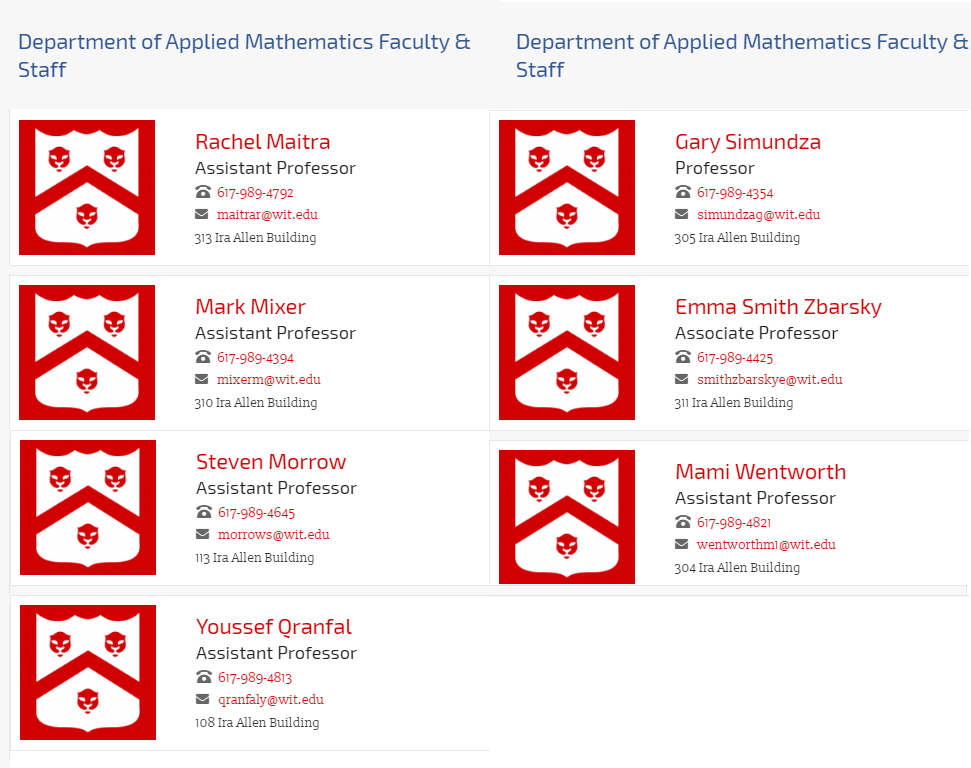 Department of Applied Mathematics Faculty &
Staff
Rachel Maitra
Assistant Professor
617-989-4792
maitrar@wit.edu
313 Ira Allen Building
Mark Mixer
Assistant Professor
617-989-4394
mixerm@wit.edu
310 Ira Allen Building
Steven Morrow
Assistant Professor
617-989-4645
morrows@wit.edu
113 Ira Allen Building
Youssef Qranfal
Assistant Professor
617-989-4813
qranfaly@wit.edu
108 Ira Allen Building
Department of Applied Mathematics Faculty &
Staff
Gary Simundza
Professor
617-989-4354
simundzag@wit.edu
305 Ira Allen Building
Emma Smith Zbarsky
Associate Professor
617-989-4425
smithzbarskye@wit.edu
311 Ira Allen Building
Mami Wentworth
Assistant Professor
617-989-4821
wentworthm1@wit.edu
304 Ira Allen Building